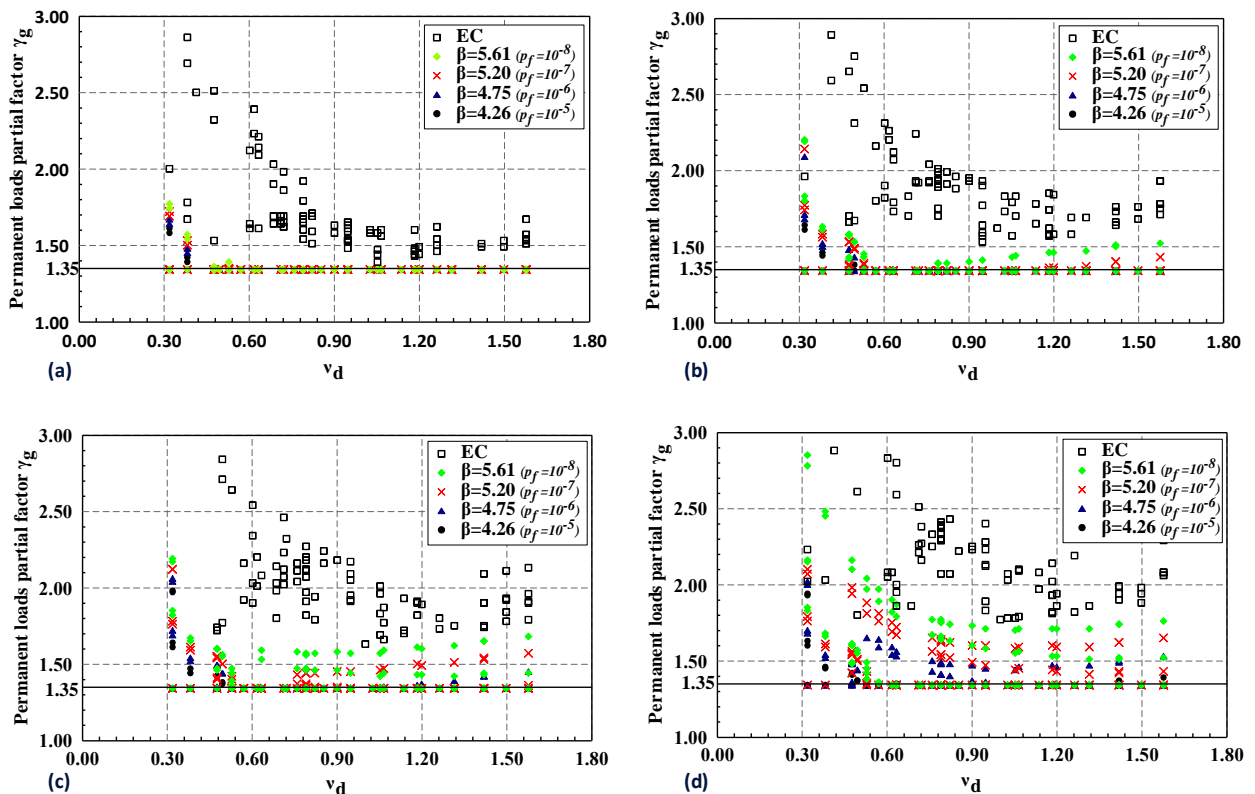 Permanent loads partial factor γg
3.00
2.50
2.00
1.50
1.35
1.00
EC
β=5.61 (pf=10-8)
β=5.20 (pf=10-7)
β=4.75 (pf=10-6)
β=4.26 (pf=10-5)
0.00 0.30 0.60 0.90 1.20 1.50 1.80
(a)
νd
Permanent loads partial factor γg
3.00
2.50
2.00
1.50
1.35
1.00
EC
β=5.61 (pf=10-8)
β=5.20 (pf=10-7)
β=4.75 (pf=10-6)
β=4.26 (pf=10-5)
0.00 0.30 0.60 0.90 1.20 1.50 1.80
(b)
νd
Permanent loads partial factor γg
3.00
2.50
2.00
1.50
1.35
1.00
EC
β=5.61 (pf=10-8)
β=5.20 (pf=10-7)
β=4.75 (pf=10-6)
β=4.26 (pf=10-5)
0.00 0.30 0.60 0.90 1.20 1.50 1.80
(c)
νd
Permanent loads partial factor γg
3.00
2.50
2.00
1.50
1.35
1.00
EC
β=5.61 (pf=10-8)
β=5.20 (pf=10-7)
β=4.75 (pf=10-6)
β=4.26 (pf=10-5)
0.00 0.30 0.60 0.90 1.20 1.50 1.80
(d)
νd